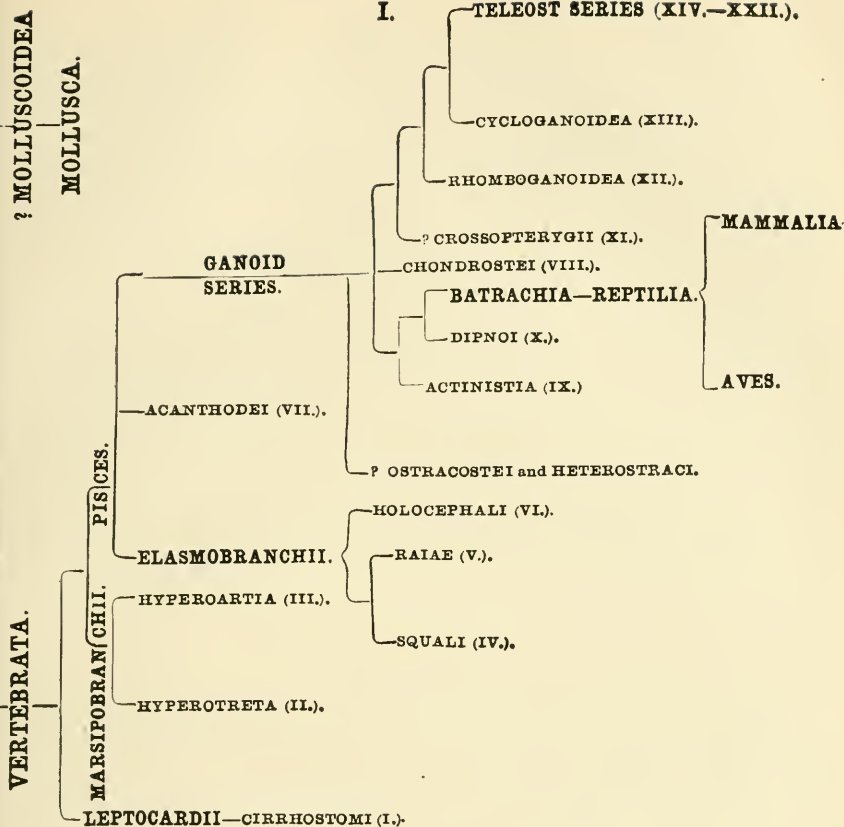 I.
TELEOST SERIES (XIV.—XXII.).
? MOLLUSCOIDEA
MOLLUSCA.
CYCLOGANOIDEA (XIII.).
RHOMBOGANOIDEA (XII.).
MAMMALIA
? CROSSOPTERYGII (XI.).
GANOID
SERIES.
CHONDROSTEI (VIII.).
BATRACHIA—REPTILIA.
DIPNOI (X.).
AVES.
ACTINISTIA (IX.)
ACANTHODEI (VII.).
PISCES.
? OSTRACOSTEI and HETEROSTRACI.
HOLOCEPHALI (VI.).
ELASMOBRANCHII.
RAIAE (V.).
HYPEROARTIA (III.).
SQUALI (IV.).
VERTEBRATA.
MARSIPOBRANCHII.
HYPEROTRETA (II.).
LEPTOCARDII—CIRRHOSTOMI (I.).